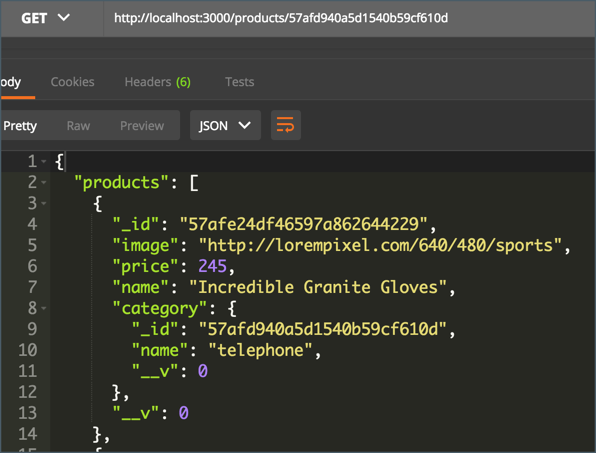 GET http://localhost:3000/products/57afd940a5d1540b59cf610d
ody Cookies Headers (6) Tests
Pretty Raw Preview JSON
1 {
2 "products": [
3 {
4 "_id": "57afe24df46597a862644229",
5 "image": "http://lorempixel.com/640/480/sports",
6 "price": 245,
7 "name": "Incredible Granite Gloves",
8 "category": {
9 "_id": "57afd940a5d1540b59cf610d",
10 "name": "telephone",
11 "__v": 0
12 },
13 "__v": 0
14 },